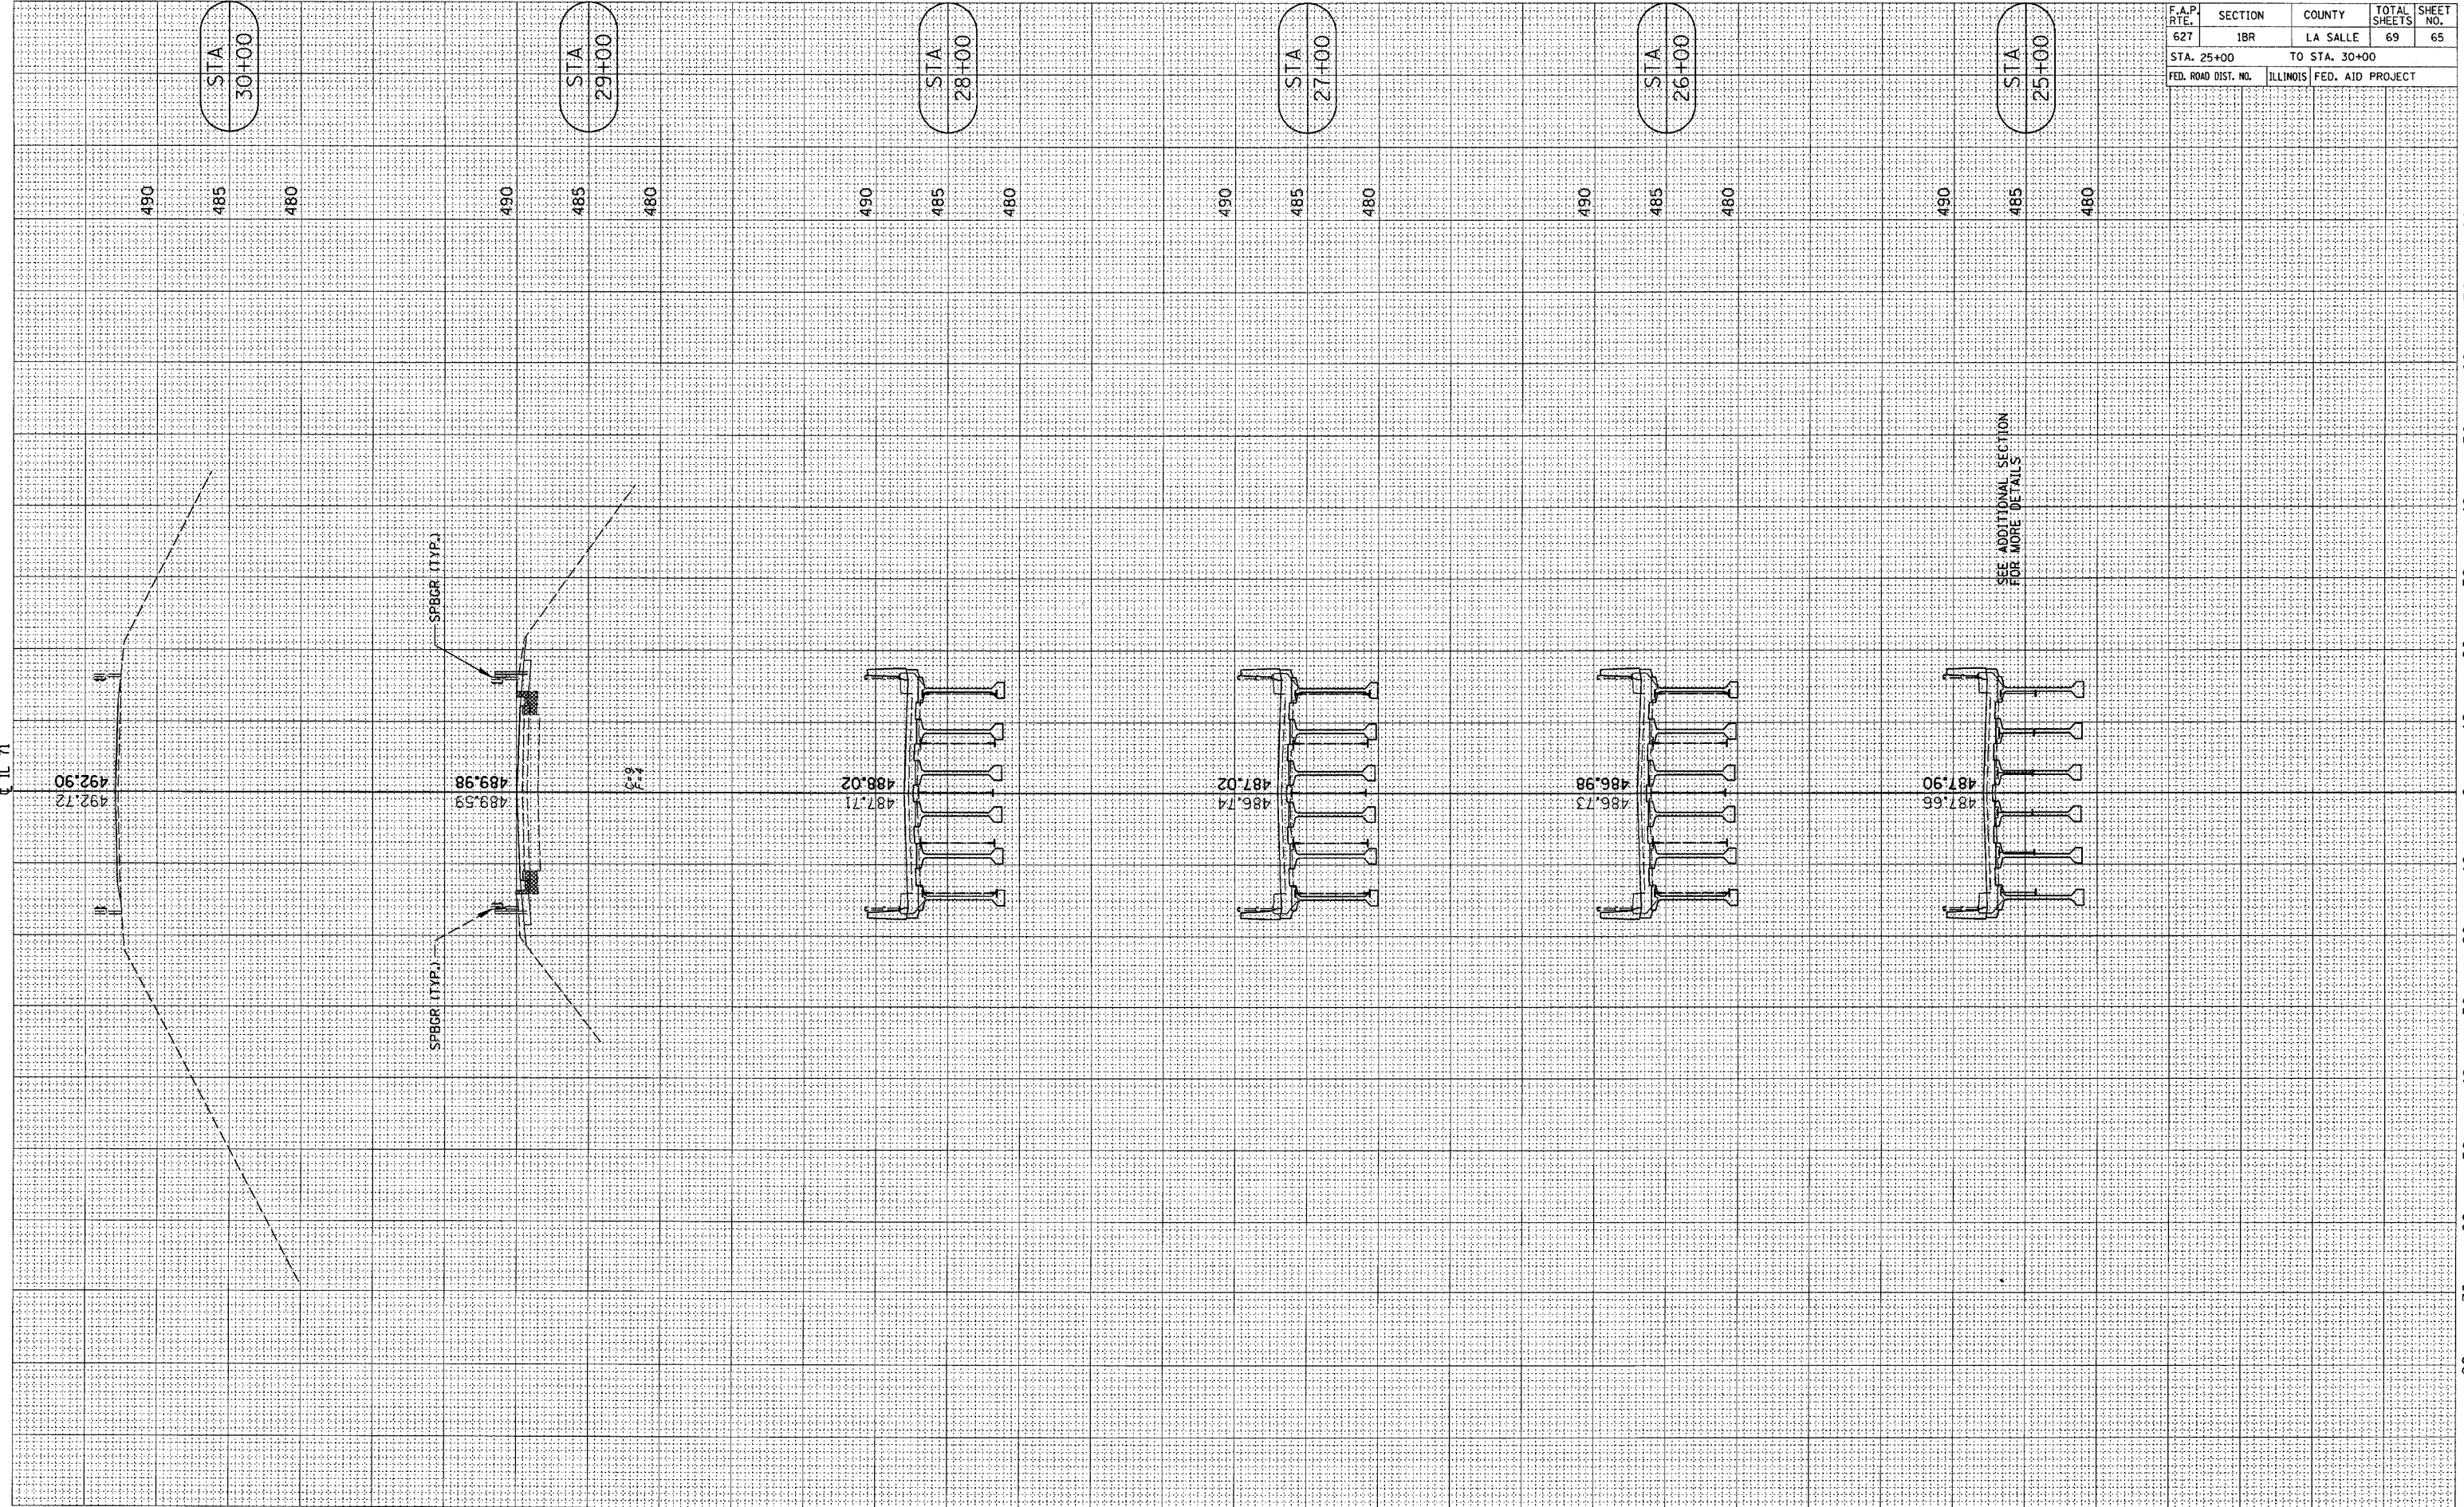 F.A.P. RTE. SECTION COUNTY TOTAL SHEETS SHEET NO.
627 1BR LA SALLE 69 65
STA. 25+00 TO STA. 30+00
FED. ROAD DIST. NO. ILLINOIS FED. AID PROJECT
STA 30+00
STA 29+00
STA 28+00
STA 27+00
STA 26+00
STA 25+00
490 485 480
490 485 480
490 485 480
490 485 480
490 485 480
490 485 480
SEE ADDITIONAL SECTION
FOR MORE DETAILS
SPBGR (TYP.)
SPBGR (TYP.)
℄ IL 71
492.90
492.72
489.98
489.59
C=9
F=4
488.02
487.71
487.02
486.74
486.98
486.73
487.90
487.66